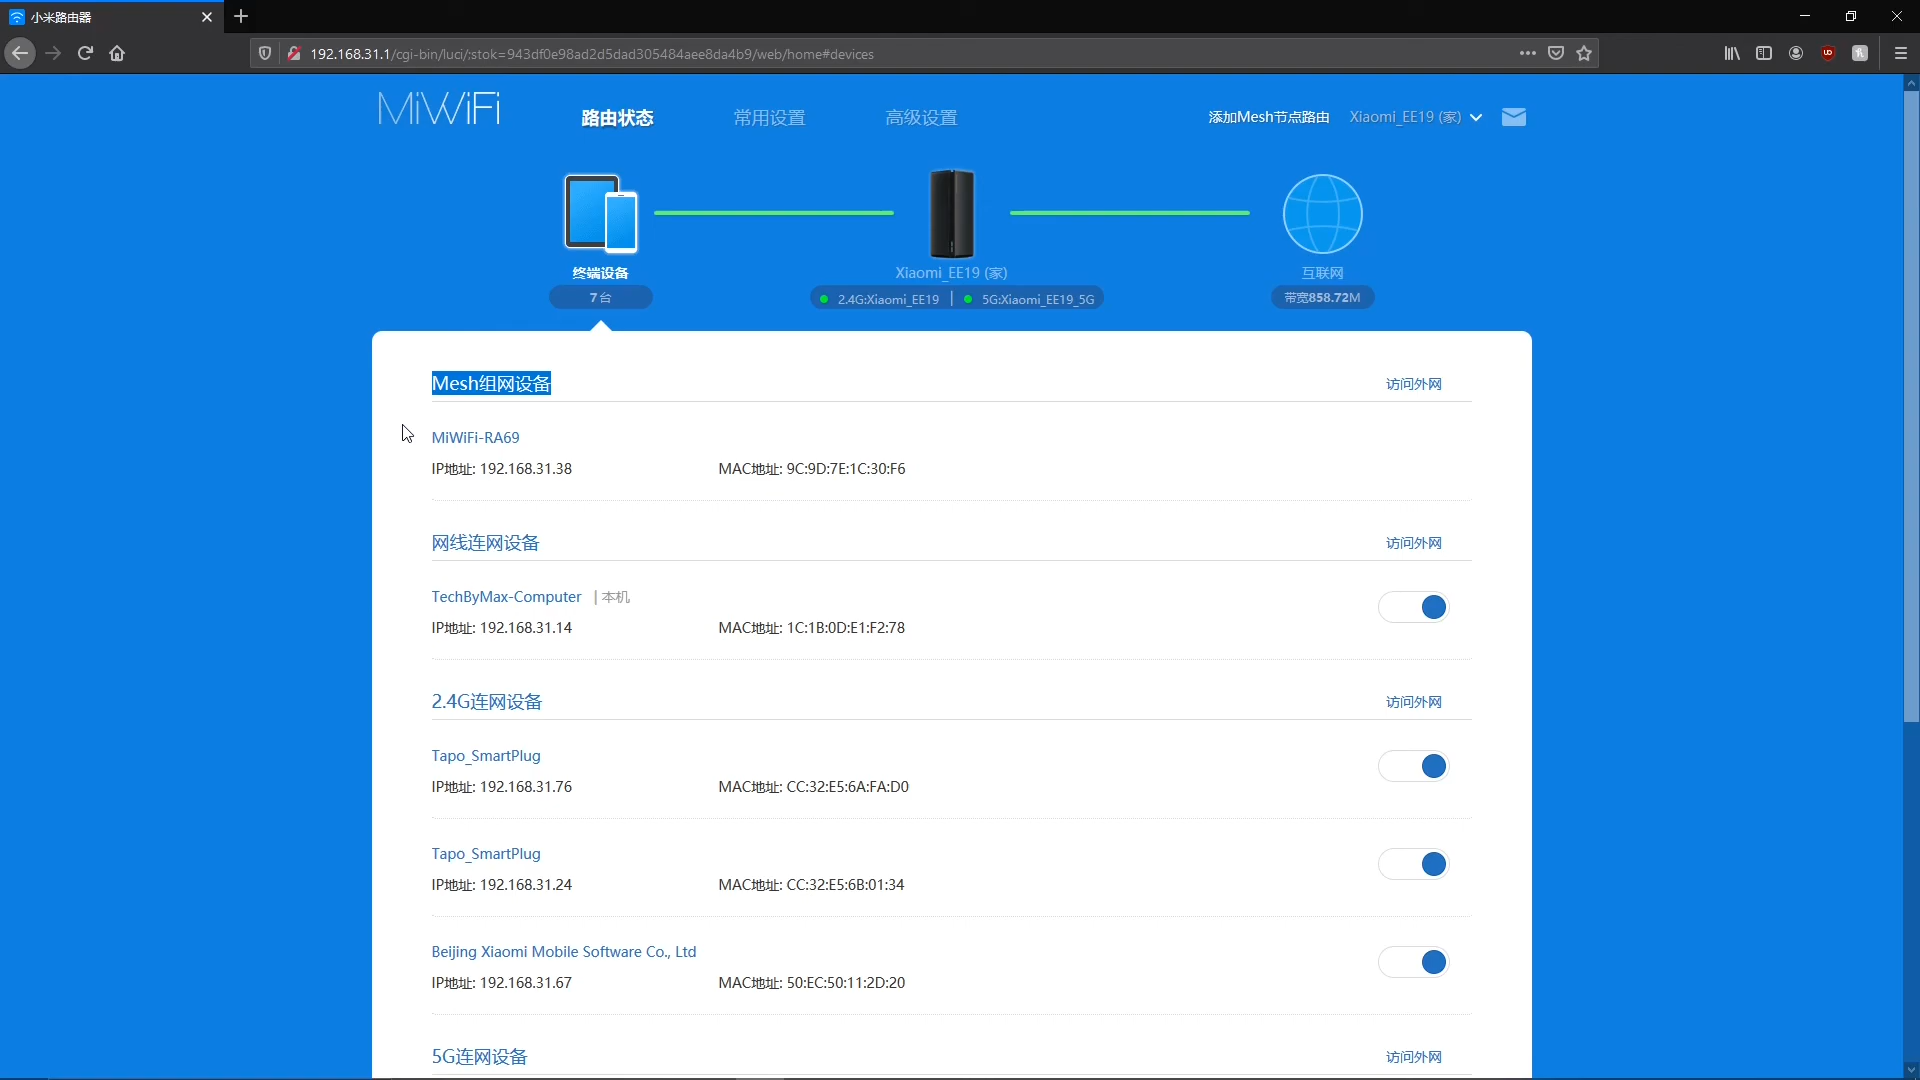 小米路由器
192.168.31.1/cgi-bin/luci/;stok=943df0e98ad2d5dad305484aee8da4b9/web/home#devices
MiWiFi
路由状态
常用设置
高级设置
添加Mesh节点路由
Xiaomi_EE19 (家)
终端设备
7台
Xiaomi_EE19 (家)
2.4G:Xiaomi_EE19 | 5G:Xiaomi_EE19_5G
互联网
带宽858.72M
Mesh组网设备
访问外网
MiWiFi-RA69
IP地址: 192.168.31.38
MAC地址: 9C:9D:7E:1C:30:F6
网线连网设备
访问外网
TechByMax-Computer | 本机
IP地址: 192.168.31.14
MAC地址: 1C:1B:0D:E1:F2:78
2.4G连网设备
访问外网
Tapo_SmartPlug
IP地址: 192.168.31.76
MAC地址: CC:32:E5:6A:FA:D0
Tapo_SmartPlug
IP地址: 192.168.31.24
MAC地址: CC:32:E5:6B:01:34
Beijing Xiaomi Mobile Software Co., Ltd
IP地址: 192.168.31.67
MAC地址: 50:EC:50:11:2D:20
5G连网设备
访问外网